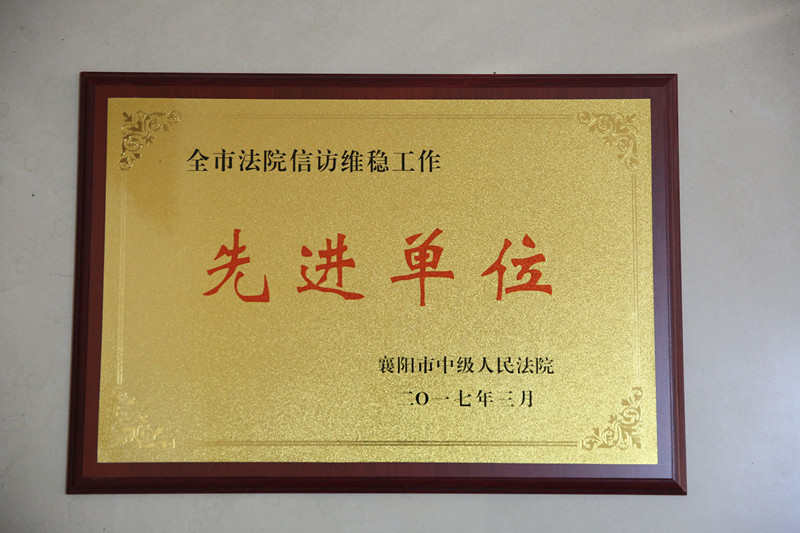 全市法院信访维稳工作
先进单位
襄阳市中级人民法院
二O一七年三月